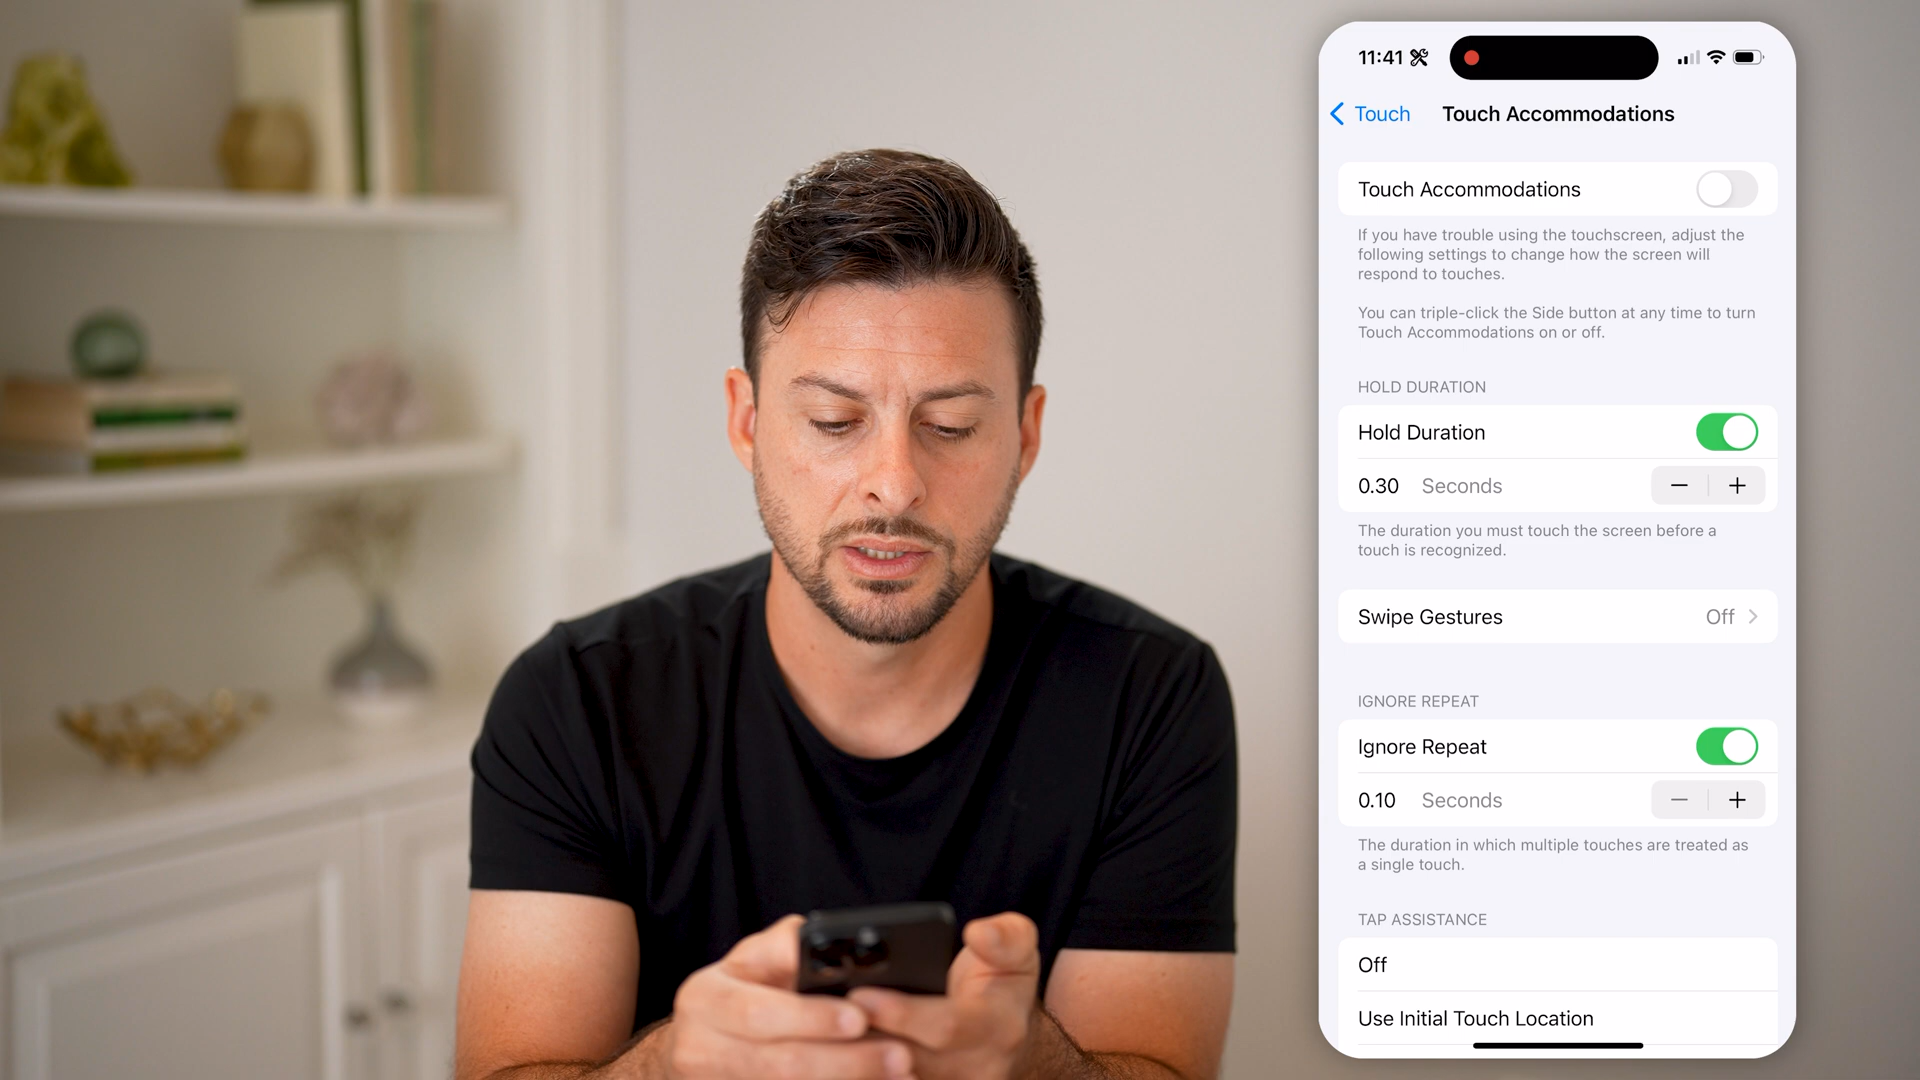 11:41
Touch
Touch Accommodations
Touch Accommodations
If you have trouble using the touchscreen, adjust the
following settings to change how the screen will
respond to touches.
You can triple-click the Side button at any time to turn
Touch Accommodations on or off.
HOLD DURATION
Hold Duration
0.30 Seconds
The duration you must touch the screen before a
touch is recognized.
Swipe Gestures Off
IGNORE REPEAT
Ignore Repeat
0.10 Seconds
The duration in which multiple touches are treated as
a single touch.
TAP ASSISTANCE
Off
Use Initial Touch Location